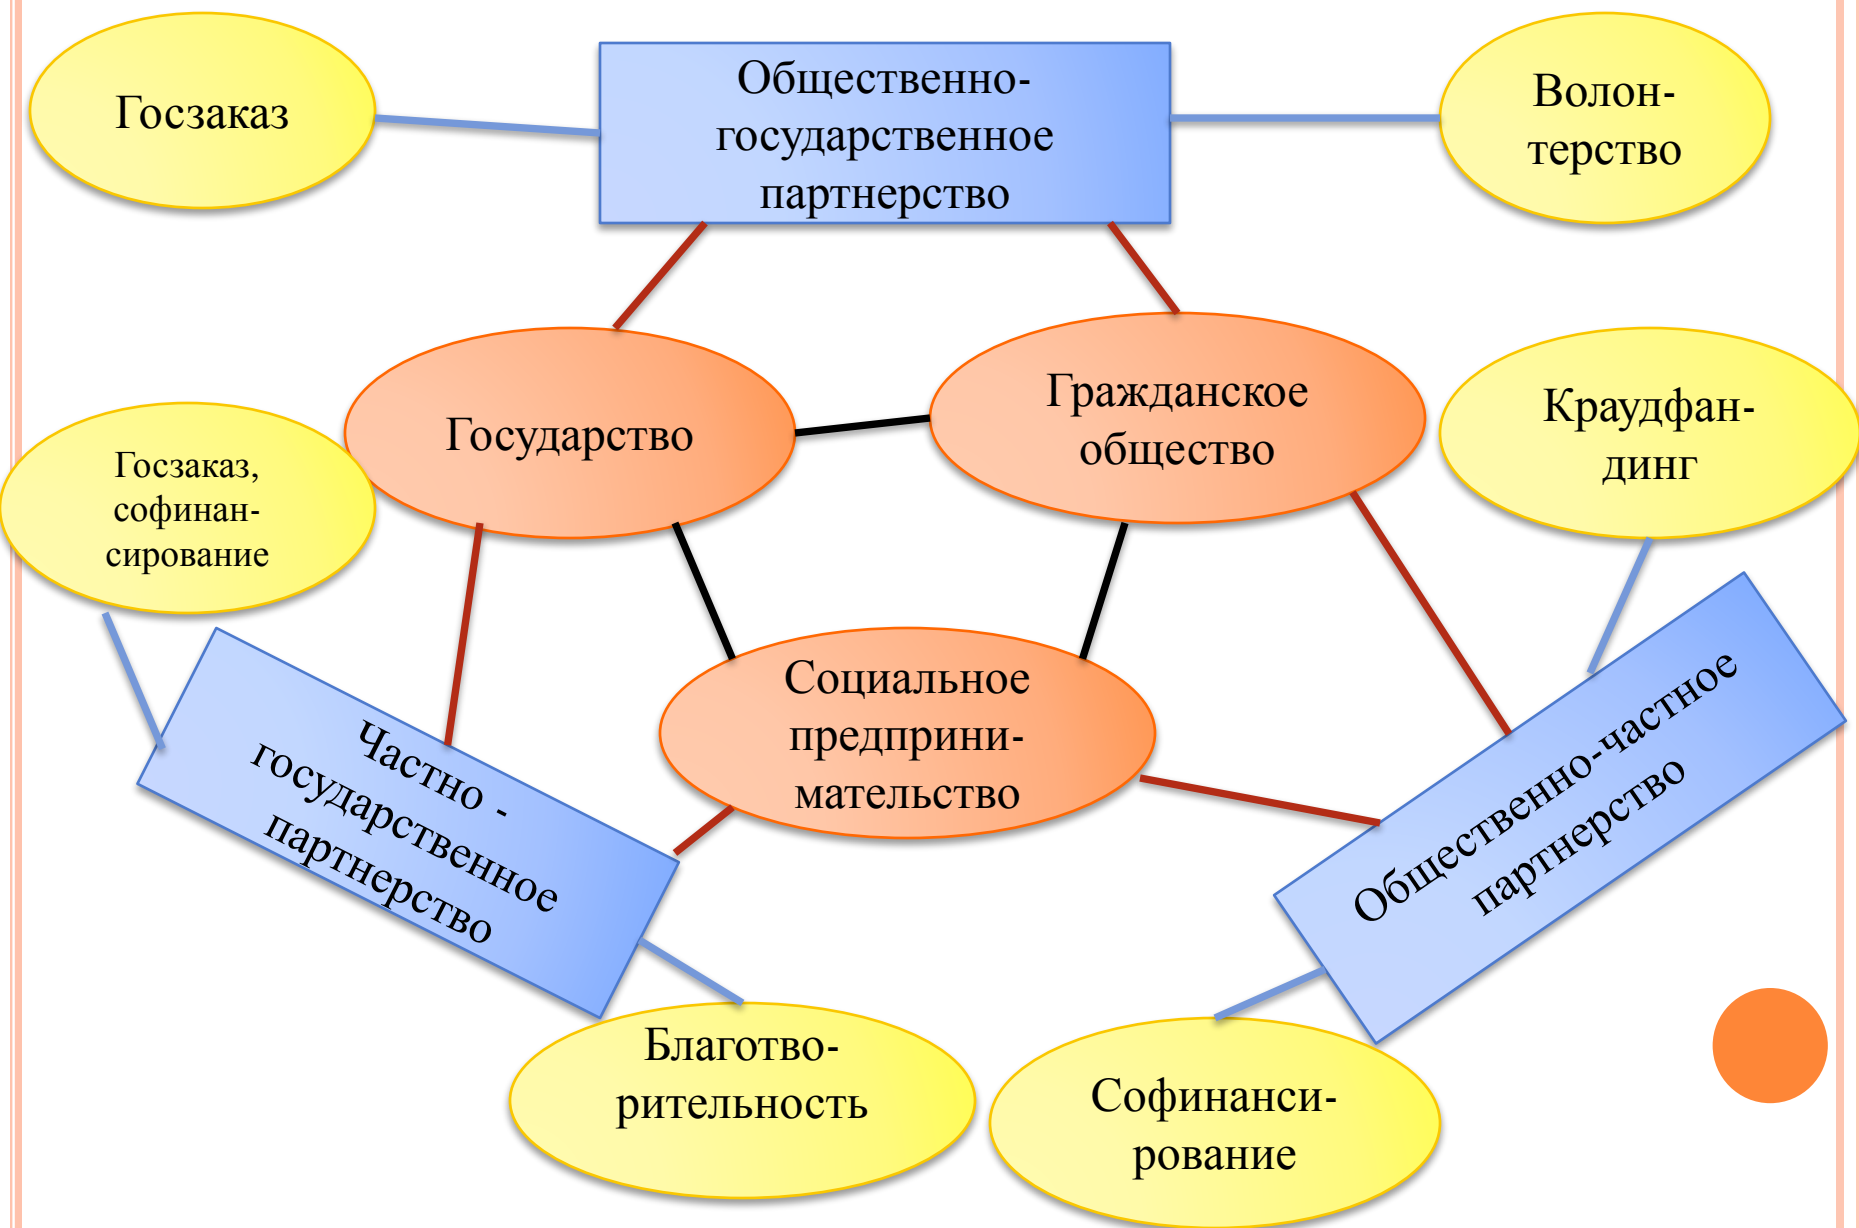 Госзаказ
Общественно-
государственное
партнерство
Волон-
терство
Государство
Гражданское
общество
Краудфан-
динг
Госзаказ,
софинан-
сирование
Социальное
предприни-
мательство
Частно -
государственное
партнерство
Общественно-частное
партнерство
Благотво-
рительность
Софинанси-
рование